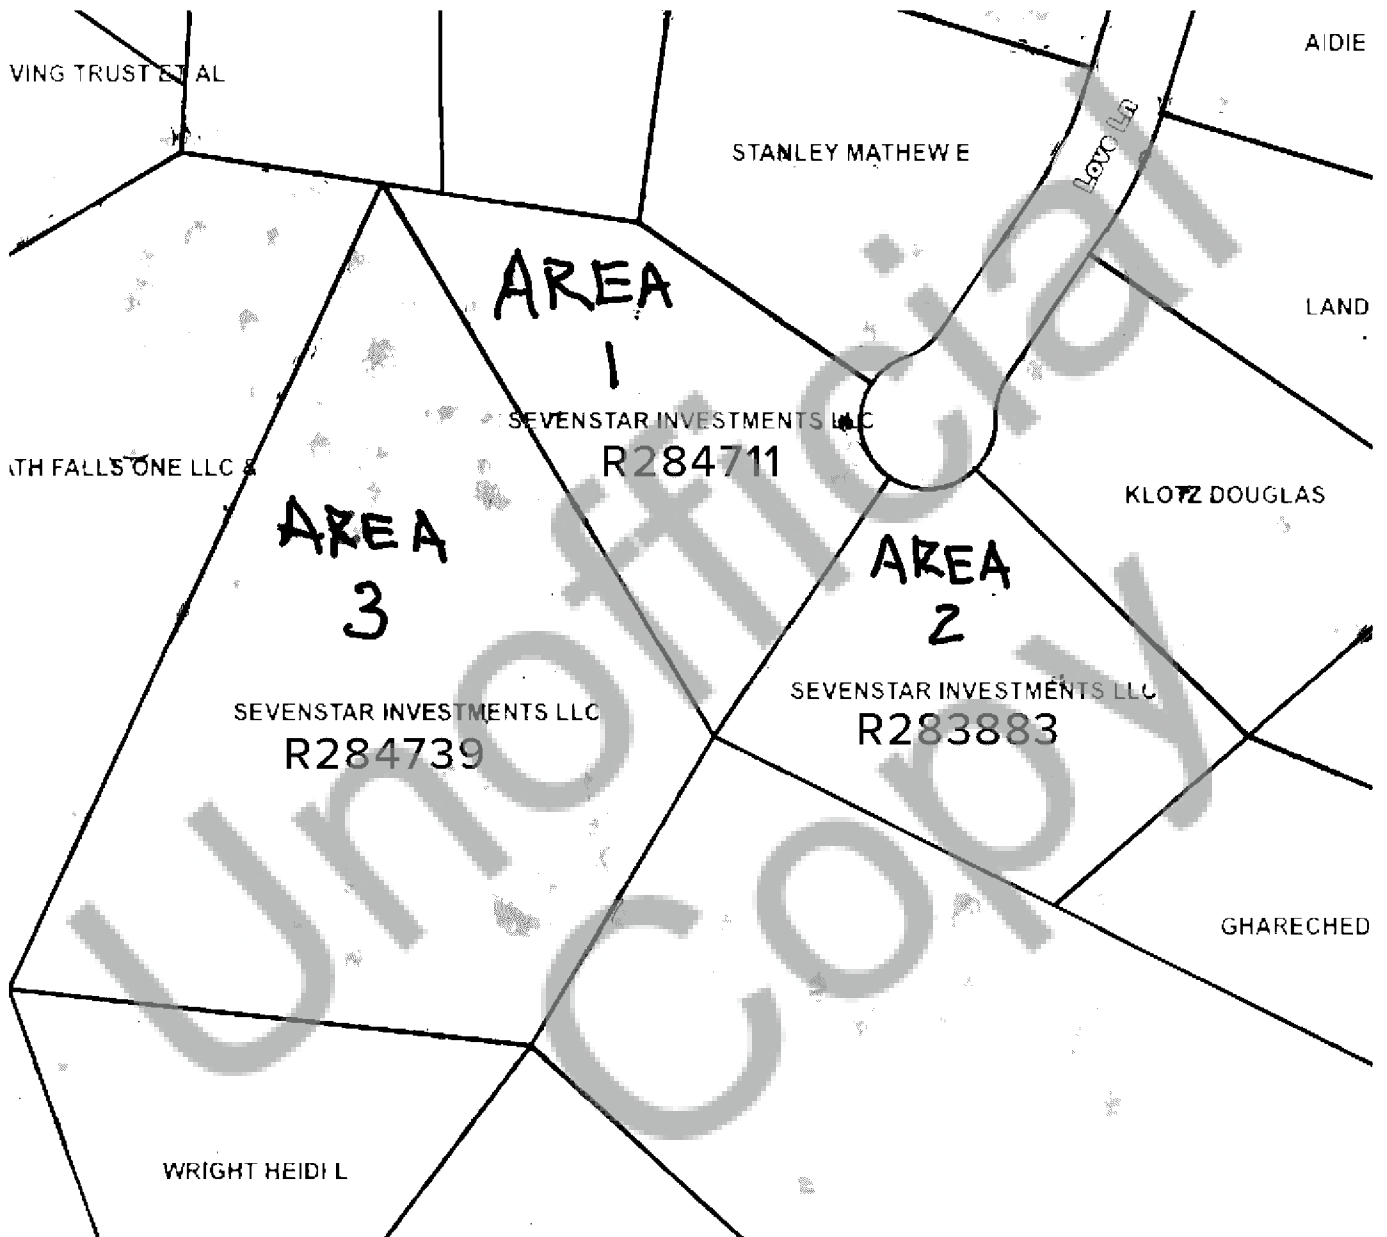 AIDIE
VING TRUST ET AL
Love Ln
STANLEY MATHEW E
AREA
1
LAND
SEVENSTAR INVESTMENTS LLC
R284711
TH FALLS ONE LLC &
KLOTZ DOUGLAS
AREA
3
AREA
2
SEVENSTAR INVESTMENTS LLC
R283883
SEVENSTAR INVESTMENTS LLC
R284739
GHARECHED
WRIGHT HEIDI L
Unofficial
Copy